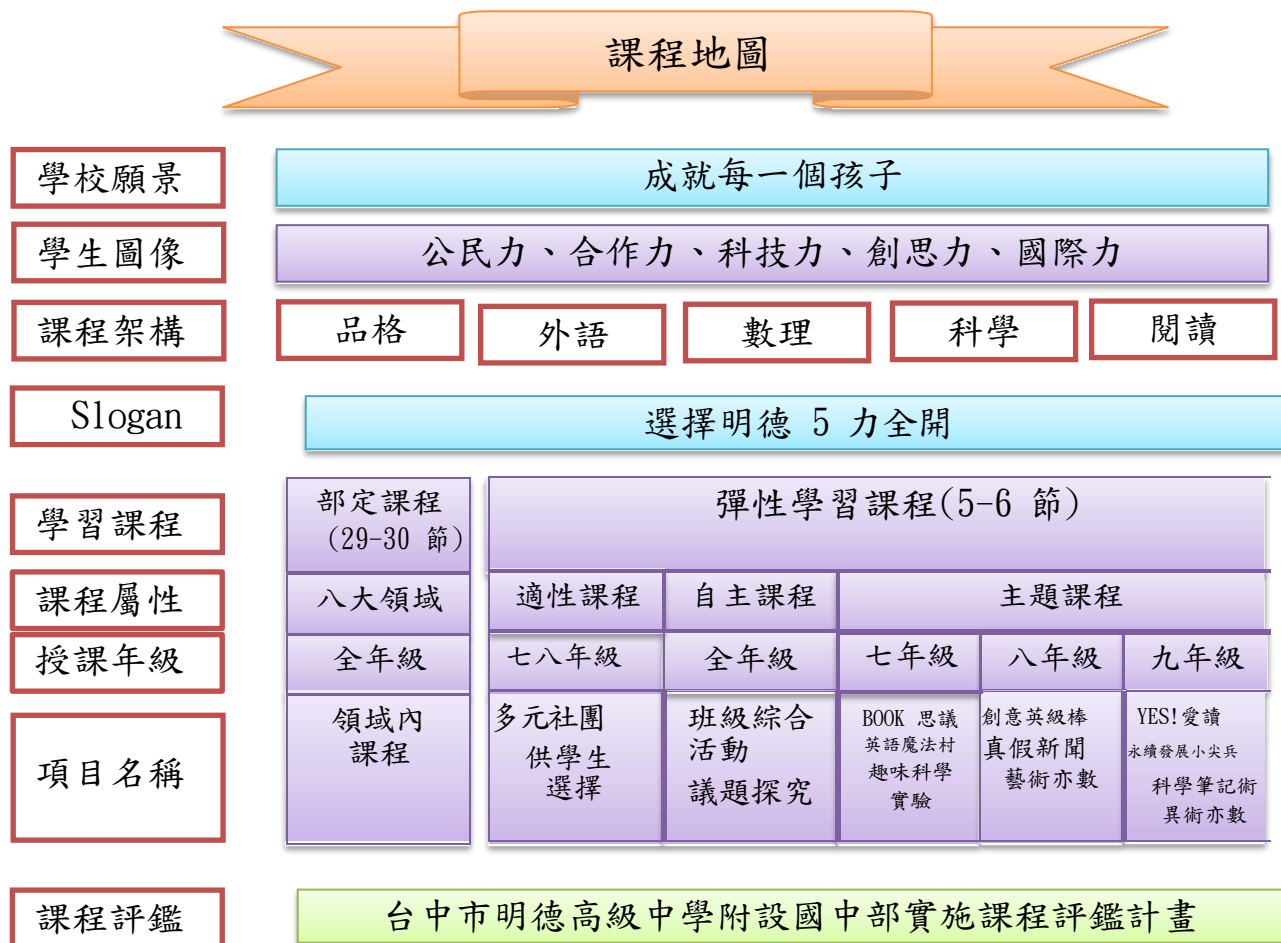 課程地圖
學校願景
成就每一個孩子
學生圖像
公民力、合作力、科技力、創思力、國際力
課程架構
品格
外語
數理
科學
閱讀
Slogan
選擇明德 5 力全開
學習課程
部定課程
(29-30 節)
彈性學習課程(5-6 節)
課程屬性
八大領域
適性課程
自主課程
主題課程
授課年級
全年級
七八年級
全年級
七年級
八年級
九年級
項目名稱
領域內
課程
多元社團
供學生
選擇
班級綜合
活動
議題探究
BOOK 思議
英語魔法村
趣味科學
實驗
創意英級棒
真假新聞
藝術亦數
YES!愛讀
永續發展小尖兵
科學筆記術
異術亦數
課程評鑑
台中市明德高級中學附設國中部實施課程評鑑計畫